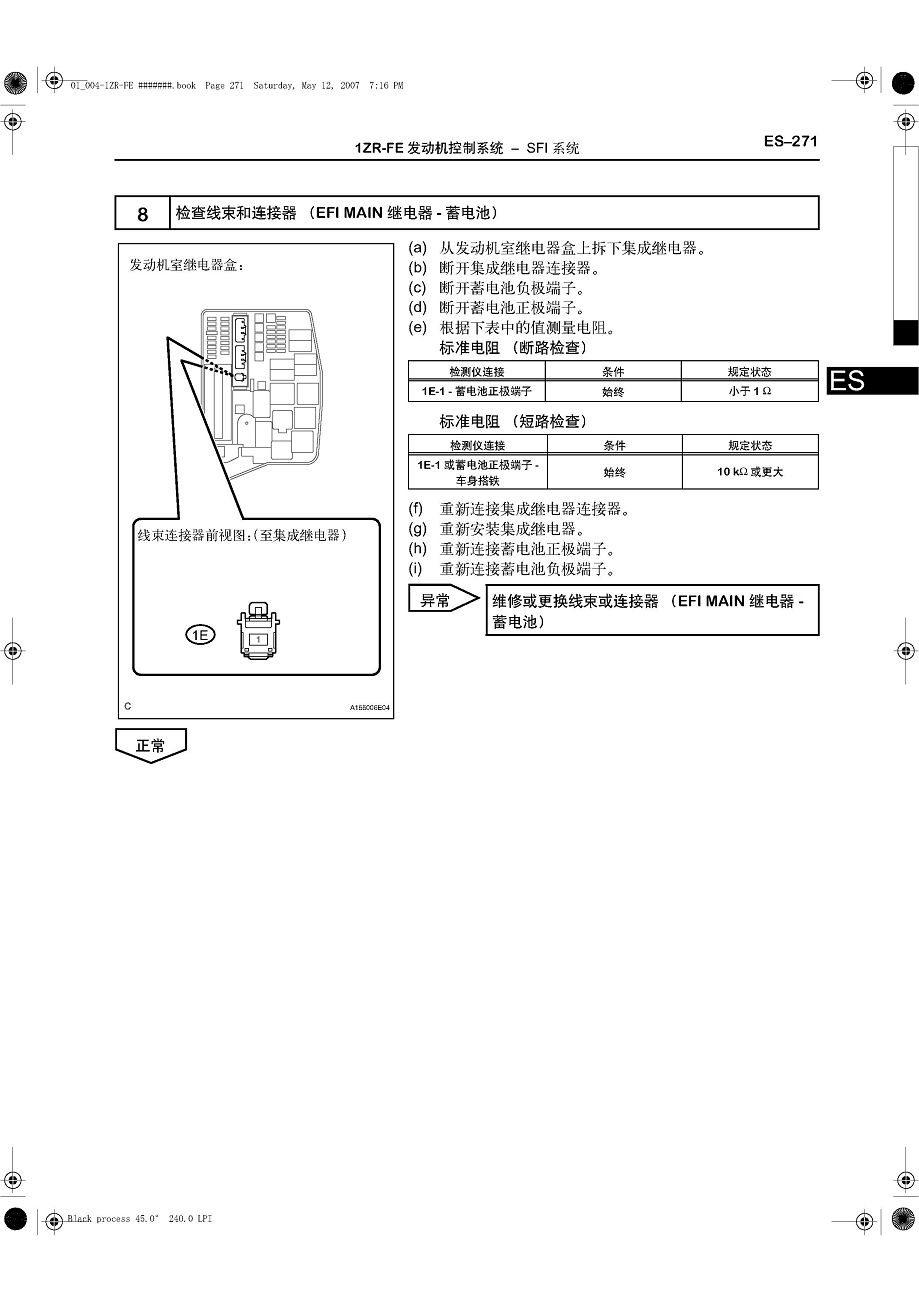 01_004-1ZR-FE #######.book Page 271 Saturday, May 12, 2007 7:16 PM
1ZR-FE 发动机控制系统 – SFI 系统
ES–271
8 检查线束和连接器 （EFI MAIN 继电器 - 蓄电池）
发动机室继电器盒：
线束连接器前视图：（至集成继电器）
1E
1
C
A155006E04
(a) 从发动机室继电器盒上拆下集成继电器。
(b) 断开集成继电器连接器。
(c) 断开蓄电池负极端子。
(d) 断开蓄电池正极端子。
(e) 根据下表中的值测量电阻。
标准电阻 （断路检查）
检测仪连接 条件 规定状态
1E-1 - 蓄电池正极端子 始终 小于 1 Ω
标准电阻 （短路检查）
检测仪连接 条件 规定状态
1E-1 或蓄电池正极端子 -
车身搭铁 始终 10 kΩ 或更大
(f) 重新连接集成继电器连接器。
(g) 重新安装集成继电器。
(h) 重新连接蓄电池正极端子。
(i) 重新连接蓄电池负极端子。
异常
维修或更换线束或连接器 （EFI MAIN 继电器 -
蓄电池）
正常
ES
Black process 45.0° 240.0 LPI